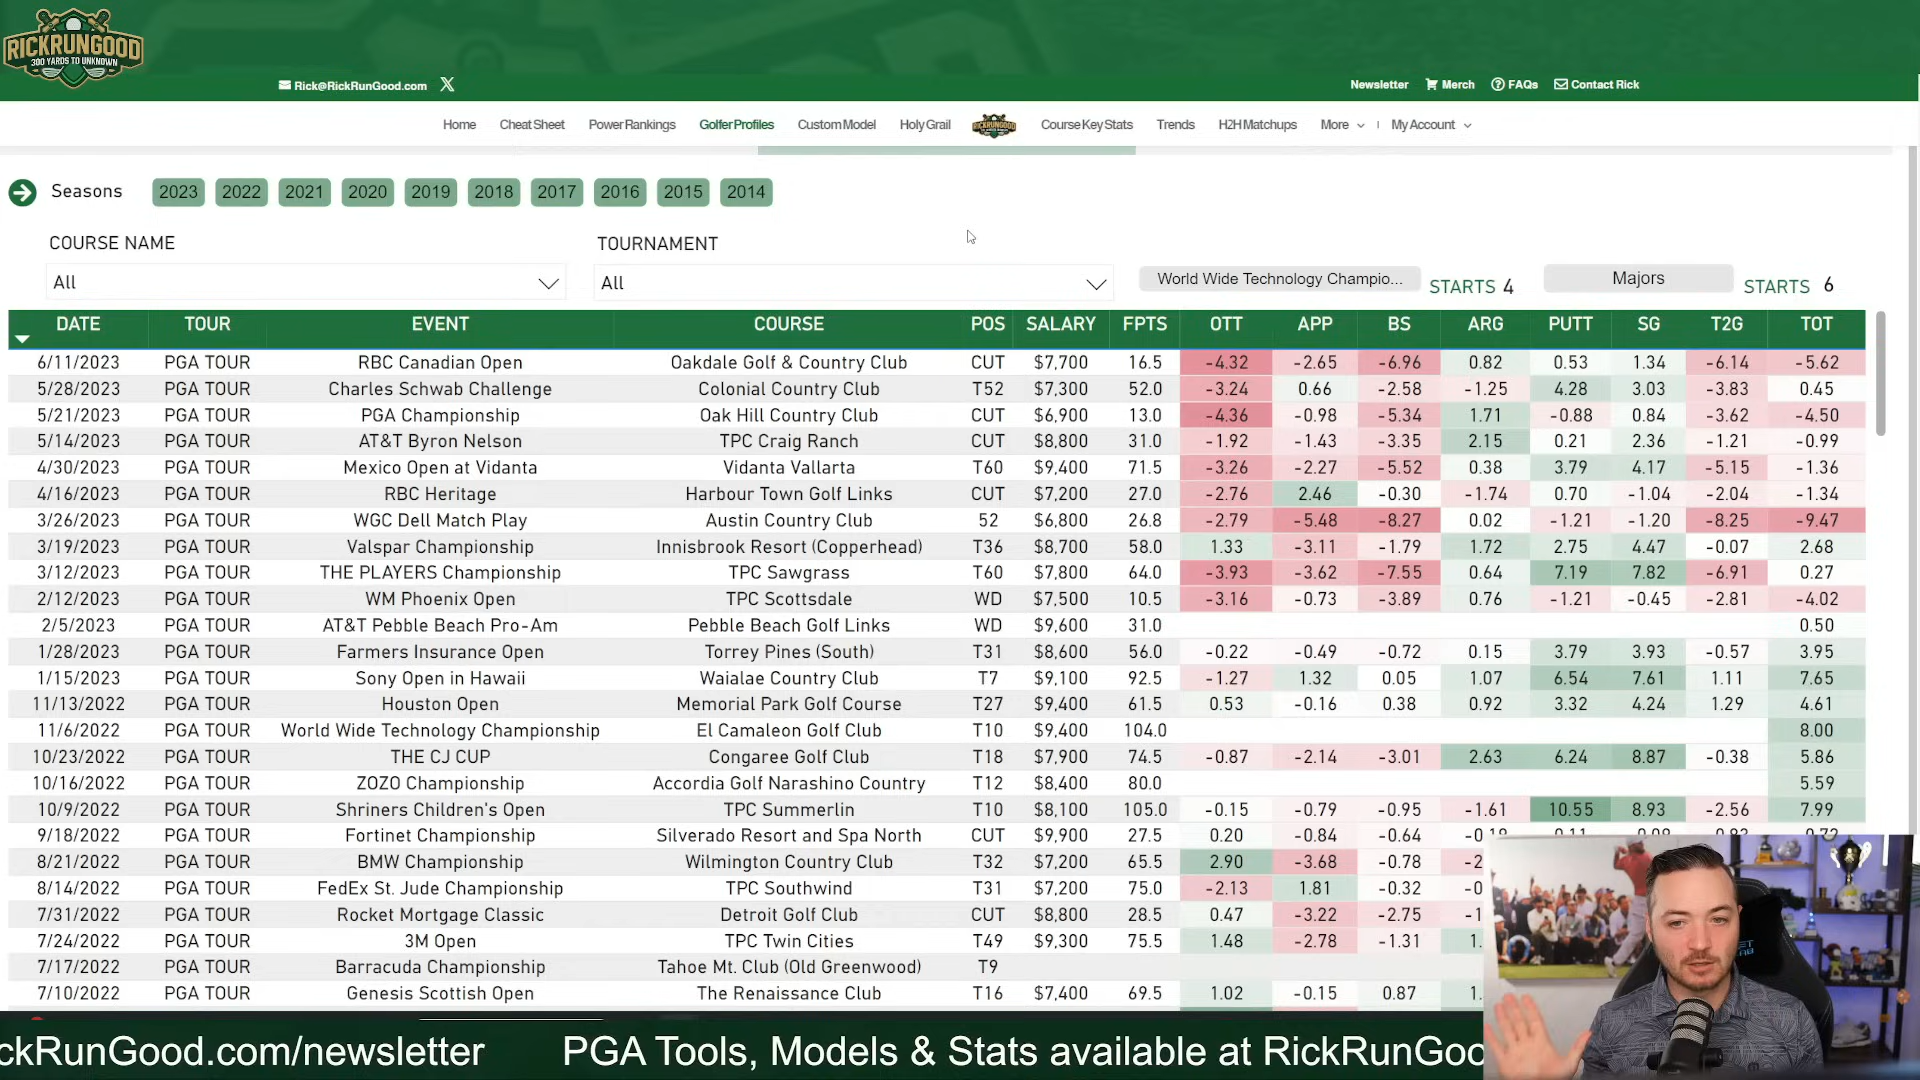 RICKRUNGOOD
300 YARDS TO UNKNOWN
Rick@RickRunGood.com
Newsletter Merch FAQs Contact Rick
Home Cheat Sheet Power Rankings Golfer Profiles Custom Model Holy Grail RICKRUNGOOD Course Key Stats Trends H2H Matchups More My Account
Seasons 2023 2022 2021 2020 2019 2018 2017 2016 2015 2014
COURSE NAME TOURNAMENT
All All World Wide Technology Champio... STARTS 4 Majors STARTS 6
DATE TOUR EVENT COURSE POS SALARY FPTS OTT APP BS ARG PUTT SG T2G TOT
6/11/2023 PGA TOUR RBC Canadian Open Oakdale Golf & Country Club CUT $7,700 16.5 -4.32 -2.65 -6.96 0.82 0.53 1.34 -6.14 -5.62
5/28/2023 PGA TOUR Charles Schwab Challenge Colonial Country Club T52 $7,300 52.0 -3.24 0.66 -2.58 -1.25 4.28 3.03 -3.83 0.45
5/21/2023 PGA TOUR PGA Championship Oak Hill Country Club CUT $6,900 13.0 -4.36 -0.98 -5.34 1.71 -0.88 0.84 -3.62 -4.50
5/14/2023 PGA TOUR AT&T Byron Nelson TPC Craig Ranch CUT $8,800 31.0 -1.92 -1.43 -3.35 2.15 0.21 2.36 -1.21 -0.99
4/30/2023 PGA TOUR Mexico Open at Vidanta Vidanta Vallarta T60 $9,400 71.5 -3.26 -2.27 -5.52 0.38 3.79 4.17 -5.15 -1.36
4/16/2023 PGA TOUR RBC Heritage Harbour Town Golf Links CUT $7,200 27.0 -2.76 2.46 -0.30 -1.74 0.70 -1.04 -2.04 -1.34
3/26/2023 PGA TOUR WGC Dell Match Play Austin Country Club 52 $6,800 26.8 -2.79 -5.48 -8.27 0.02 -1.21 -1.20 -8.25 -9.47
3/19/2023 PGA TOUR Valspar Championship Innisbrook Resort (Copperhead) T36 $8,700 58.0 1.33 -3.11 -1.79 1.72 2.75 4.47 -0.07 2.68
3/12/2023 PGA TOUR THE PLAYERS Championship TPC Sawgrass T60 $7,800 64.0 -3.93 -3.62 -7.55 0.64 7.19 7.82 -6.91 0.27
2/12/2023 PGA TOUR WM Phoenix Open TPC Scottsdale WD $7,500 10.5 -3.16 -0.73 -3.89 0.76 -1.21 -0.45 -2.81 -4.02
2/5/2023 PGA TOUR AT&T Pebble Beach Pro-Am Pebble Beach Golf Links WD $9,600 31.0 0.50
1/28/2023 PGA TOUR Farmers Insurance Open Torrey Pines (South) T31 $8,600 56.0 -0.22 -0.49 -0.72 0.15 3.79 3.93 -0.57 3.95
1/15/2023 PGA TOUR Sony Open in Hawaii Waialae Country Club T7 $9,100 92.5 -1.27 1.32 0.05 1.07 6.54 7.61 1.11 7.65
11/13/2022 PGA TOUR Houston Open Memorial Park Golf Course T27 $9,400 61.5 0.53 -0.16 0.38 0.92 3.32 4.24 1.29 4.61
11/6/2022 PGA TOUR World Wide Technology Championship El Camaleon Golf Club T10 $9,400 104.0 8.00
10/23/2022 PGA TOUR THE CJ CUP Congaree Golf Club T18 $7,900 74.5 -0.87 -2.14 -3.01 2.63 6.24 8.87 -0.38 5.86
10/16/2022 PGA TOUR ZOZO Championship Accordia Golf Narashino Country T12 $8,400 80.0 5.59
10/9/2022 PGA TOUR Shriners Children's Open TPC Summerlin T10 $8,100 105.0 -0.15 -0.79 -0.95 -1.61 10.55 8.93 -2.56 7.99
9/18/2022 PGA TOUR Fortinet Championship Silverado Resort and Spa North CUT $9,900 27.5 0.20 -0.84 -0.64
8/21/2022 PGA TOUR BMW Championship Wilmington Country Club T32 $7,200 65.5 2.90 -3.68 -0.78 -2
8/14/2022 PGA TOUR FedEx St. Jude Championship TPC Southwind T31 $7,200 75.0 -2.13 1.81 -0.32 -0
7/31/2022 PGA TOUR Rocket Mortgage Classic Detroit Golf Club CUT $8,800 28.5 0.47 -3.22 -2.75 -1
7/24/2022 PGA TOUR 3M Open TPC Twin Cities T49 $9,300 75.5 1.48 -2.78 -1.31 1.
7/17/2022 PGA TOUR Barracuda Championship Tahoe Mt. Club (Old Greenwood) T9
7/10/2022 PGA TOUR Genesis Scottish Open The Renaissance Club T16 $7,400 69.5 1.02 -0.15 0.87 1.
ckRunGood.com/newsletter PGA Tools, Models & Stats available at RickRunGoo